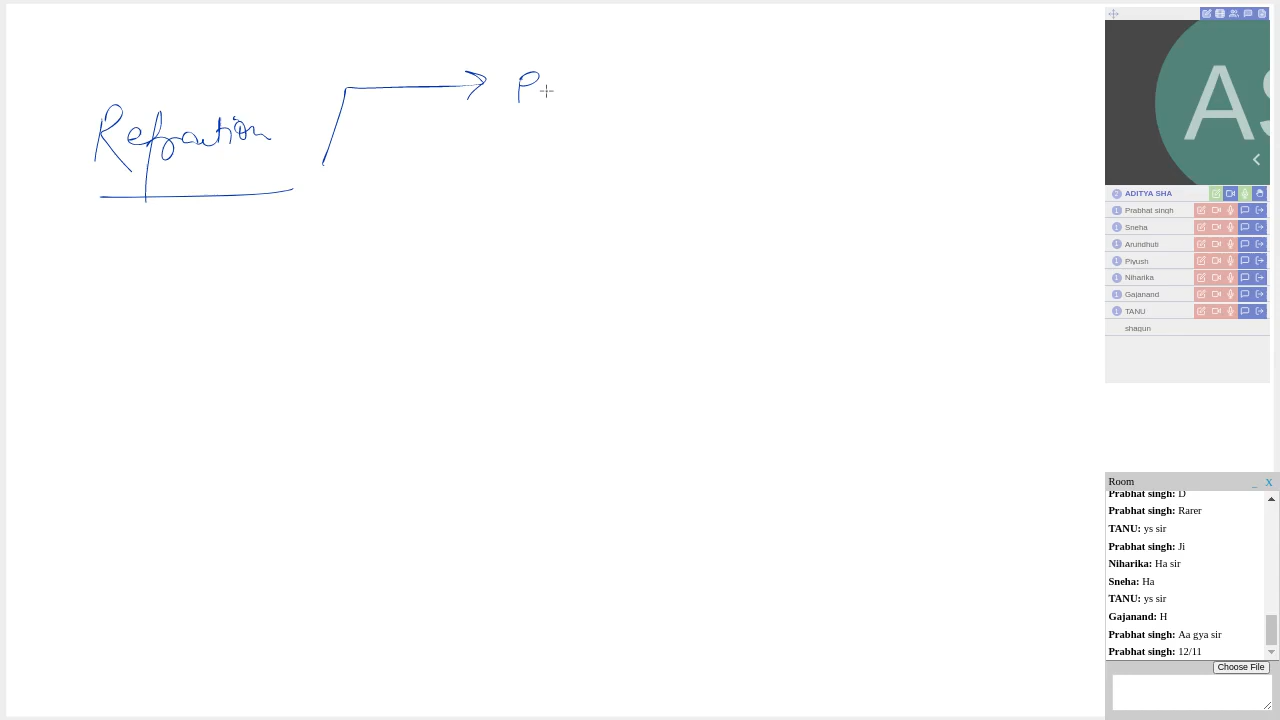 Refraction
P
AS
ADITYA SHA
Prabhat singh
Sneha
Arundhuti
Piyush
Niharika
Gajanand
TANU
shagun
Room
_ X
Prabhat singh: D
Prabhat singh: Rarer
TANU: ys sir
Prabhat singh: Ji
Niharika: Ha sir
Sneha: Ha
TANU: ys sir
Gajanand: H
Prabhat singh: Aa gya sir
Prabhat singh: 12/11
Choose File